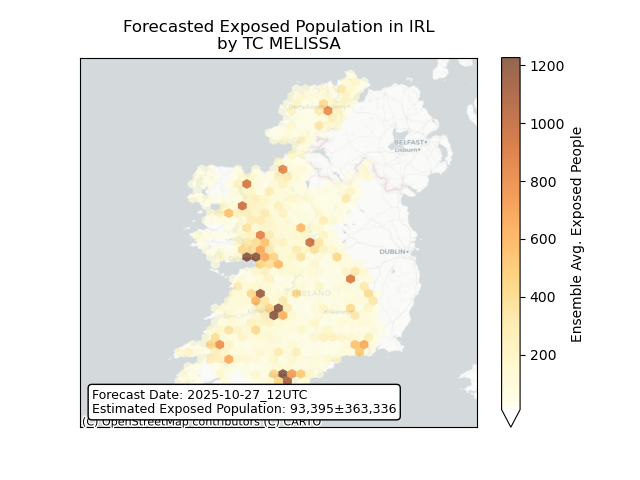 Forecasted Exposed Population in IRL
by TC MELISSA
BELFAST•
Lisburn•
DUBLIN•
IRELAND
1200
1000
800
600
400
200
Ensemble Avg. Exposed People
Forecast Date: 2025-10-27_12UTC
Estimated Exposed Population: 93,395±363,336
(C) OpenStreetMap contributors (C) CARTO